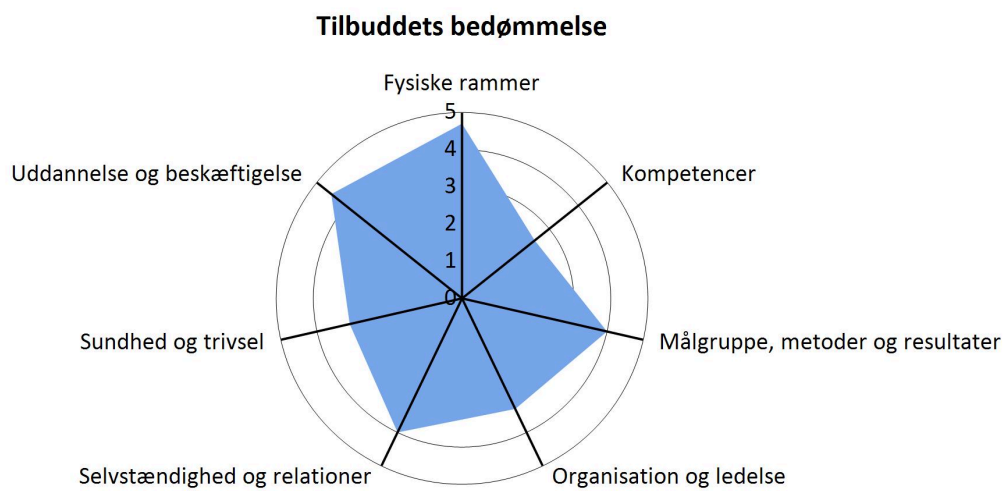 Tilbuddets bedømmelse
Fysiske rammer
5
4
3
2
1
0
Uddannelse og beskæftigelse
Kompetencer
Sundhed og trivsel
Målgruppe, metoder og resultater
Selvstændighed og relationer
Organisation og ledelse